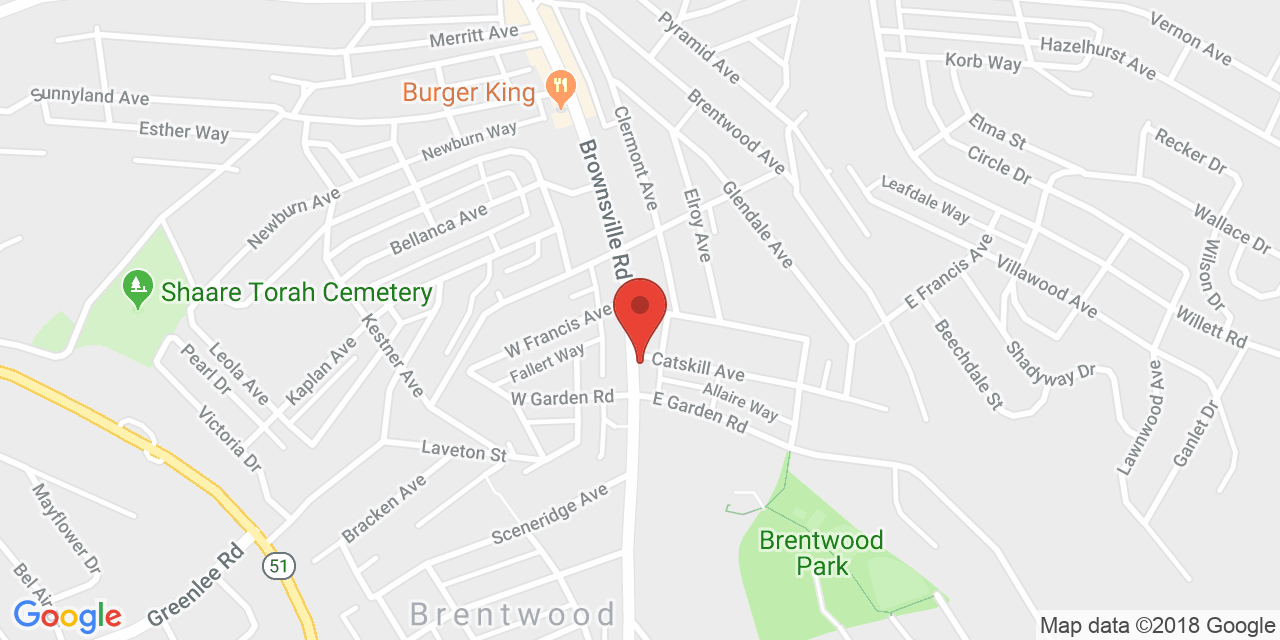 Merritt Ave
Pyramid Ave
Vernon Ave
Hazelhurst Ave
Korb Way
Burger King
Sunnyland Ave
Esther Way
Newburn Way
Clermont Ave
Brentwood Ave
Elma St
Circle Dr
Recker Dr
Brownsville Rd
Newburn Ave
Bellanca Ave
Elroy Ave
Glendale Ave
Leafdale Way
Wallace Dr
Wilson Dr
Villawood Ave
E Francis Ave
Shaare Torah Cemetery
W Francis Ave
Fallert Way
Willett Rd
Kestner Ave
Kaplan Ave
Leola Ave
Pearl Dr
Catskill Ave
Allaire Way
W Garden Rd
E Garden Rd
Beechdale St
Shadyway Dr
Lawnwood Ave
Ganlet Dr
Victoria Dr
Laveton St
Bracken Ave
Sceneridge Ave
Mayflower Dr
Bel Air
Greenlee Rd
51
Brentwood
Park
Brentwood
Google
Map data ©2018 Google